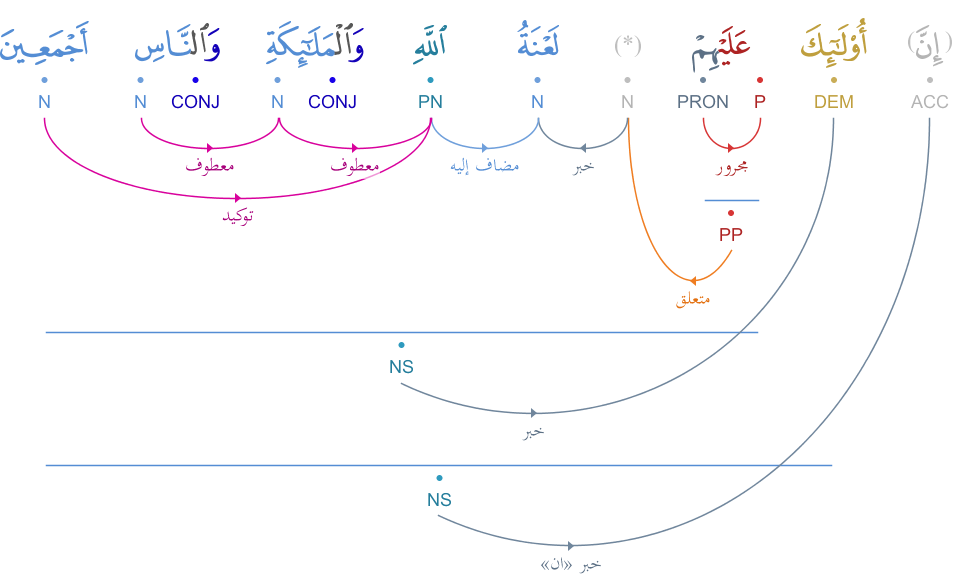 (إِنَّ) أُو۟لَـٰٓئِكَ عَلَيْهِمْ (*) لَعْنَةُ ٱللَّهِ وَٱلْمَلَـٰٓئِكَةِ وَٱلنَّاسِ أَجْمَعِينَ
N N CONJ N CONJ PN N N PRON P DEM ACC
معطوف معطوف مضاف إليه خبر مجرور
توكيد
PP
متعلق
NS
خبر
NS
خبر «ان»